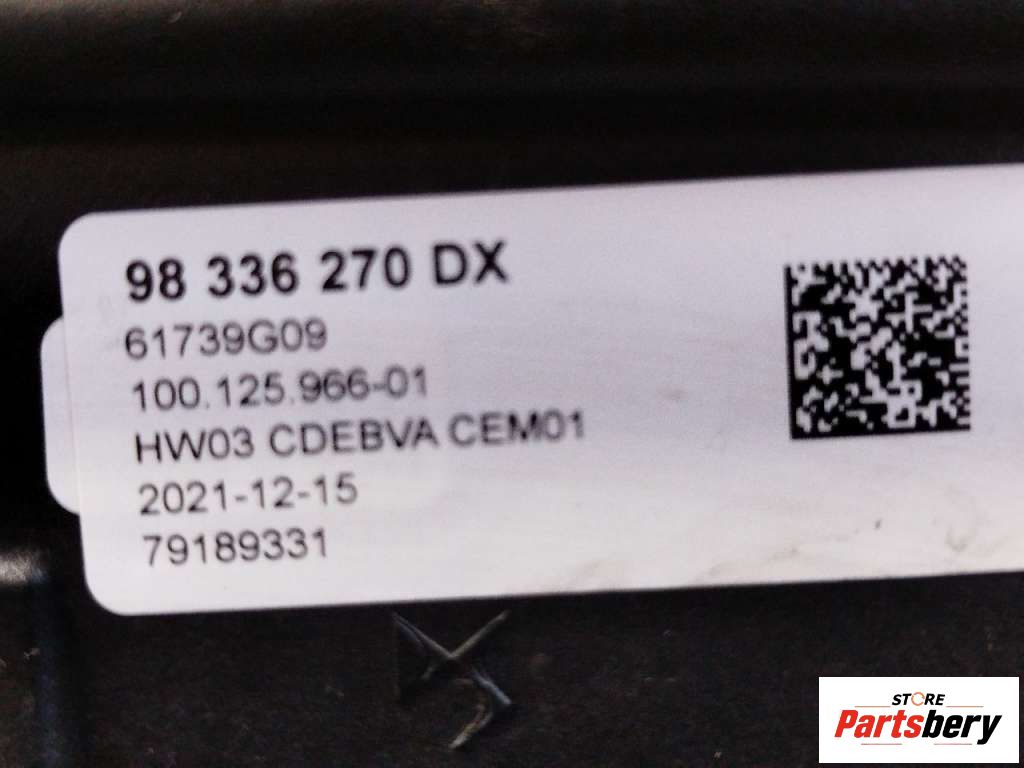 98 336 270 DX
61739G09
100.125.966-01
HW03 CDEBVA CEM01
2021-12-15
79189331
STORE
Partsbery